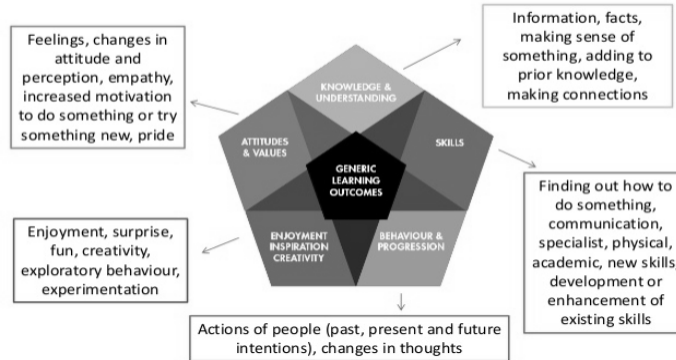 Feelings, changes in
attitude and
perception, empathy,
increased motivation
to do something or try
something new, pride
Information, facts,
making sense of
something, adding to
prior knowledge,
making connections
KNOWLEDGE &
UNDERSTANDING
ATTITUDES
& VALUES
SKILLS
GENERIC
LEARNING
OUTCOMES
ENJOYMENT
INSPIRATION
CREATIVITY
BEHAVIOUR &
PROGRESSION
Enjoyment, surprise,
fun, creativity,
exploratory behaviour,
experimentation
Finding out how to
do something,
communication,
specialist, physical,
academic, new skills,
development or
enhancement of
existing skills
Actions of people (past, present and future
intentions), changes in thoughts